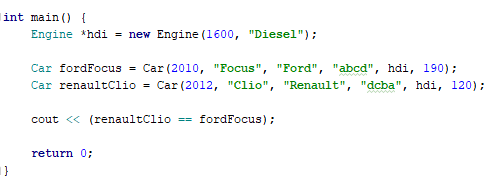 int main() {
    Engine *hdi = new Engine(1600, "Diesel");
    Car fordFocus = Car(2010, "Focus", "Ford", "abcd", hdi, 190);
    Car renaultClio = Car(2012, "Clio", "Renault", "dcba", hdi, 120);
    cout << (renaultClio == fordFocus);
    return 0;
}